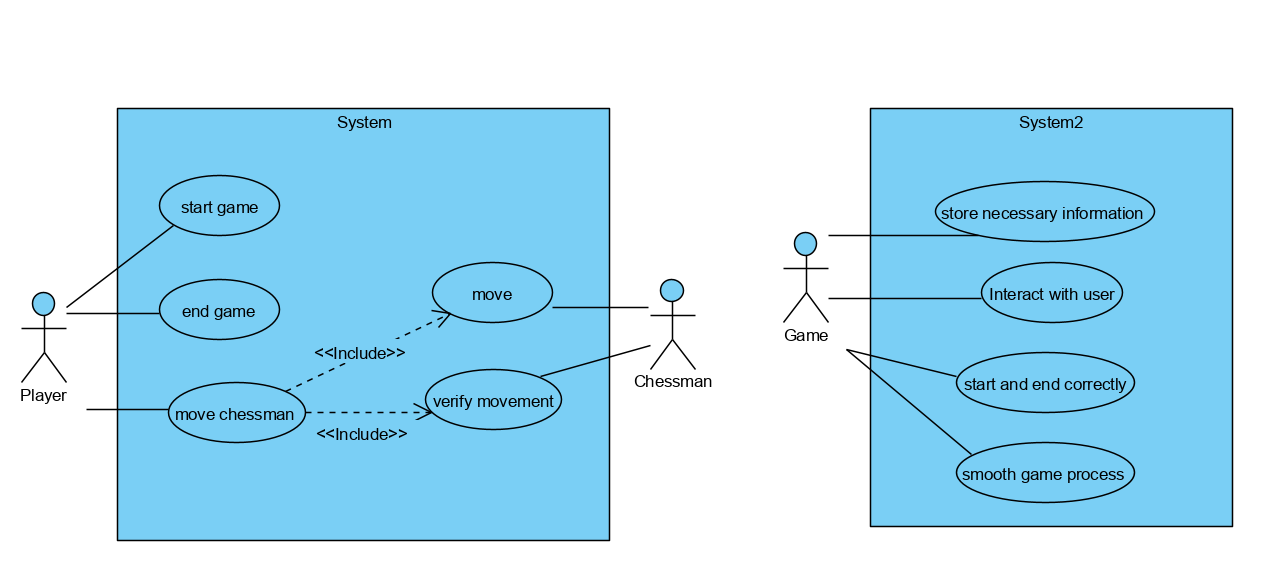 System
start game
end game
move
<<Include>>
move chessman
verify movement
<<Include>>
Player
Chessman
System2
store necessary information
Interact with user
Game
start and end correctly
smooth game process